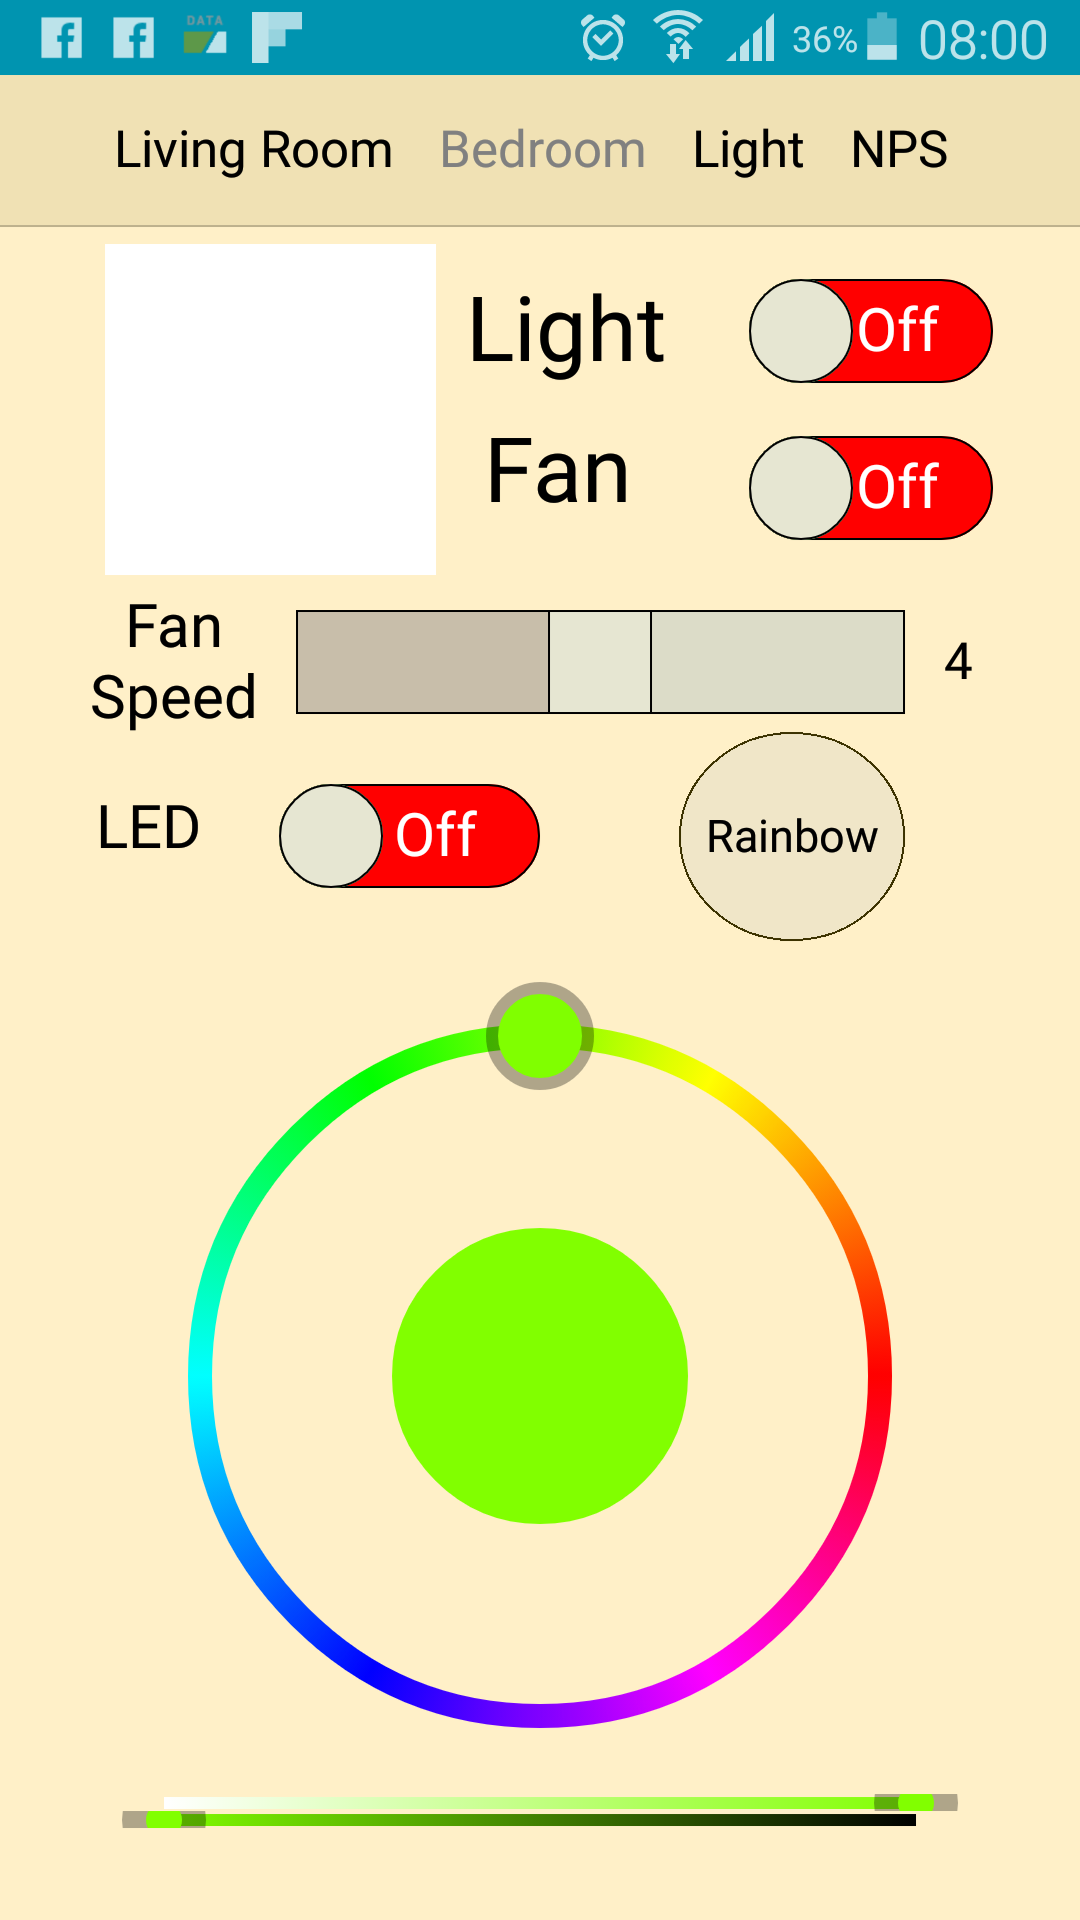 DATA 36% 08:00
Living Room Bedroom Light NPS
Light Off
Fan Off
Fan
Speed
4
LED Off Rainbow